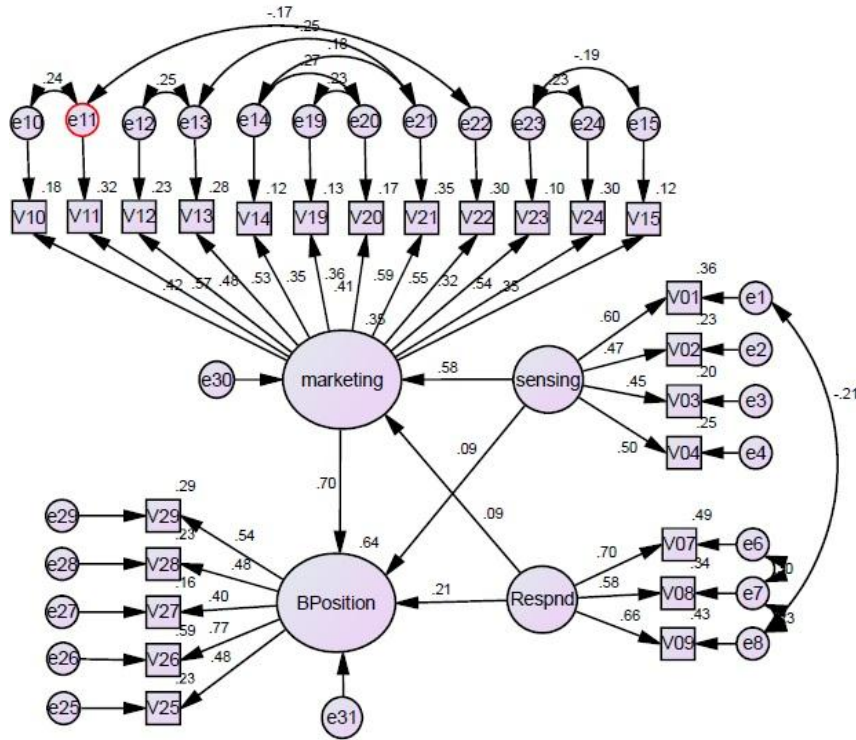 -.17
-.25
.18
.27
.24
.25
.23
.23
-.19
e10 e11 e12 e13 e14 e19 e20 e21 e22 e23 e24 e15
.18 .32 .23 .28 .12 .13 .17 .35 .30 .10 .30 .12
V10 V11 V12 V13 V14 V19 V20 V21 V22 V23 V24 V15
.42 .57 .48 .53 .35 .36 .41 .59 .55 .32 .54 .35
.35
marketing
e30
.58
sensing
.60 .36 V01 e1
.47 .23 V02 e2
.45 .20 V03 e3
.50 .25 V04 e4
-.21
.70
.09
.09
.21
.64
BPosition
e31
Respnd
.70 .49 V07 e6
.58 .34 V08 e7
.66 .43 V09 e8
e29 V29 .29 .54
e28 V28 .23 .48
e27 V27 .16 .40
e26 V26 .59 .77
e25 V25 .23 .48